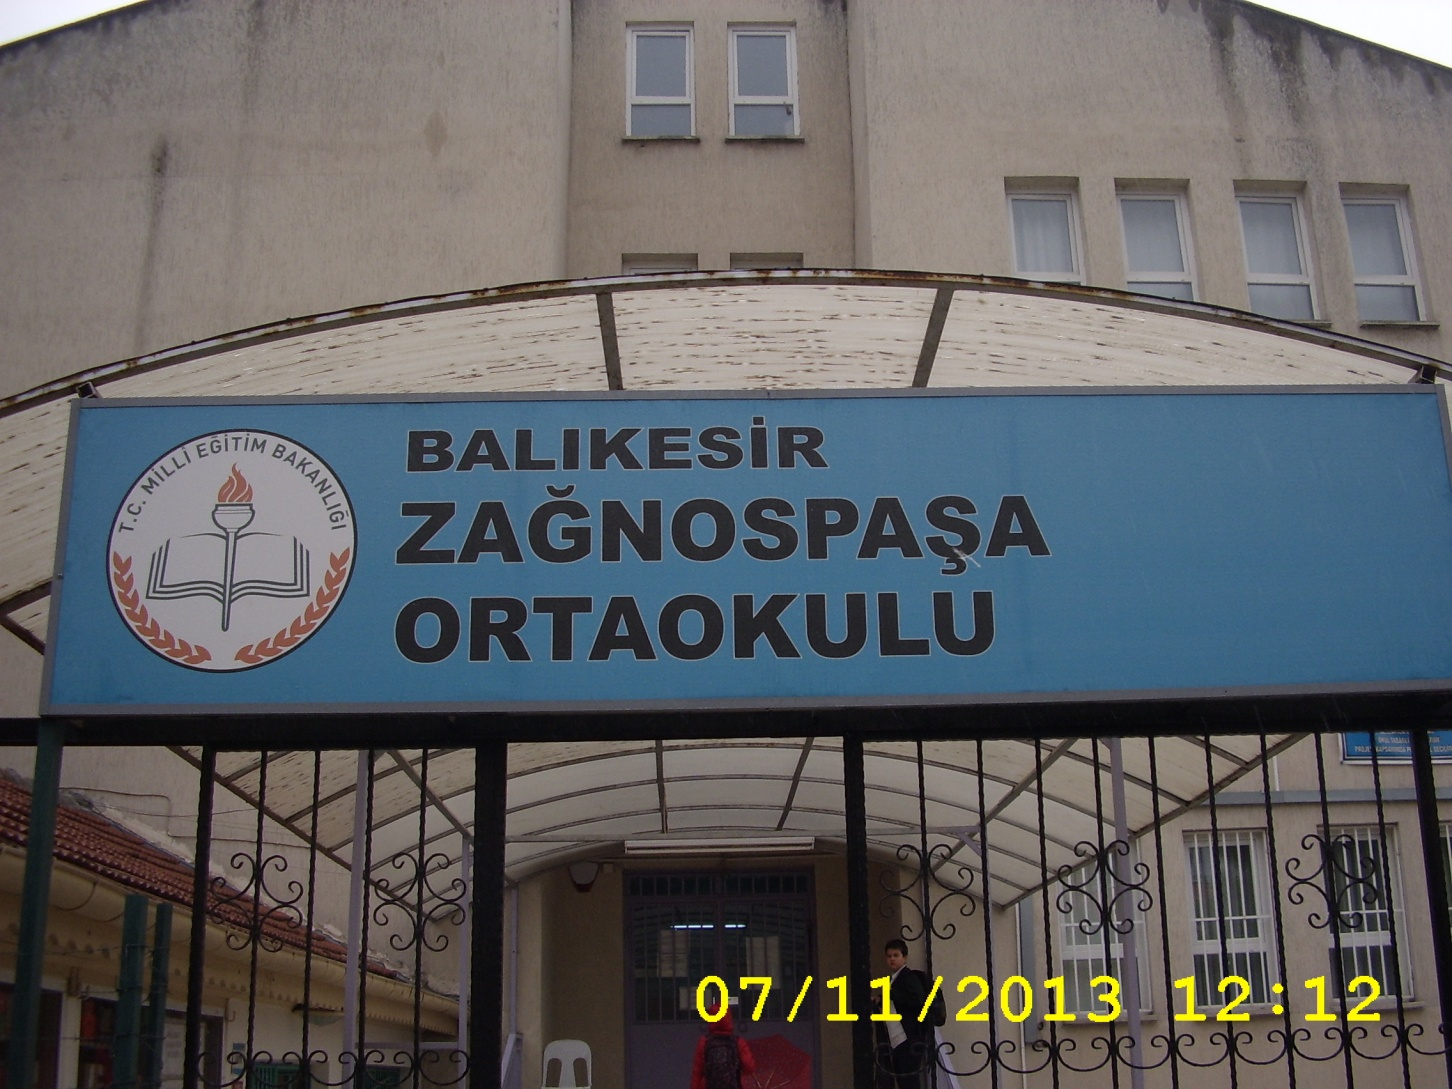 T.C. MİLLİ EĞİTİM BAKANLIĞI
BALIKESİR
ZAĞNOSPAŞA
ORTAOKULU
07/11/2013 12:12